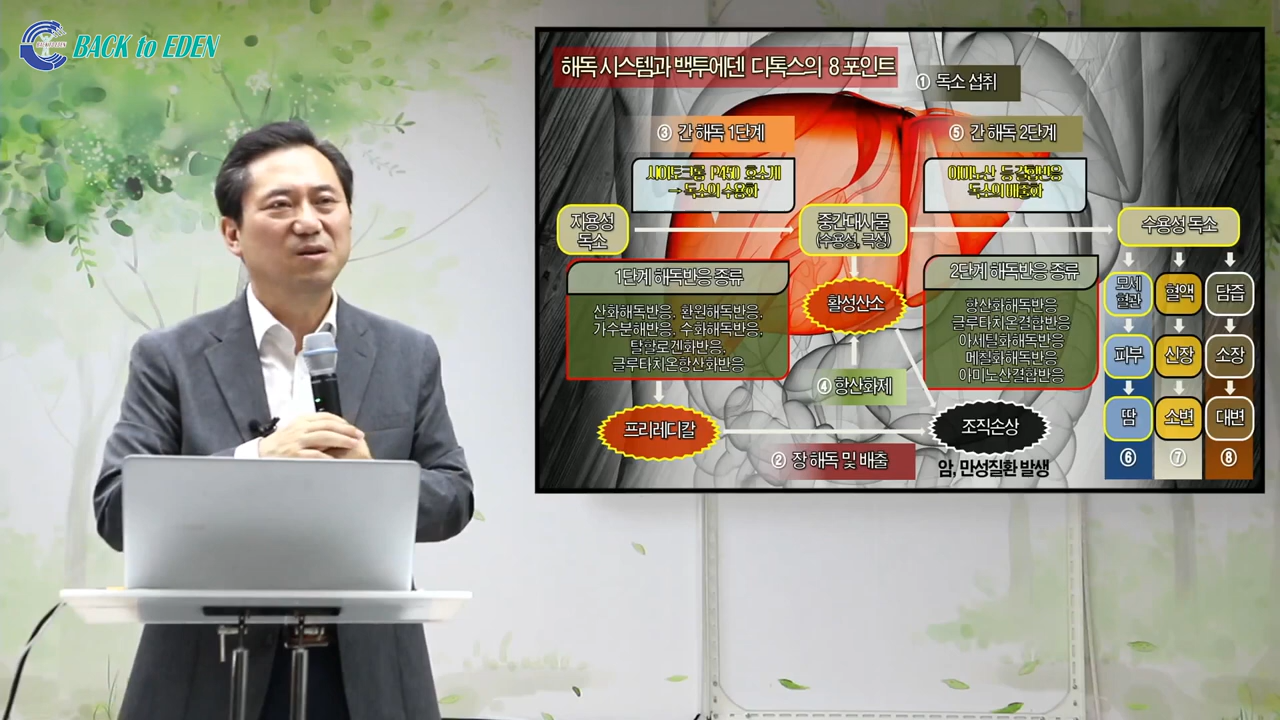 BACK to EDEN
해독 시스템과 백투에덴 디톡스의 8 포인트
① 독소 섭취
③ 간 해독 1단계
⑤ 간 해독 2단계
사이토크롬 P450 효소계
→ 독소의 수용화
아미노산 등 결합반응
독소의 배출화
지용성
독소
중간대사물
(수용성, 극성)
수용성 독소
1단계 해독반응 종류
산화해독반응, 환원해독반응,
가수분해반응, 수화해독반응,
탈할로겐화반응,
글루타치온항산화반응
활성산소
2단계 해독반응 종류
항산화해독반응
글루타치온결합반응
아세틸화해독반응
메칠화해독반응
아미노산결합반응
모세
혈관
혈액
담즙
피부
신장
소장
땀
소변
대변
⑥
⑦
⑧
④ 항산화제
프리레디칼
조직손상
② 장 해독 및 배출
암, 만성질환 발생